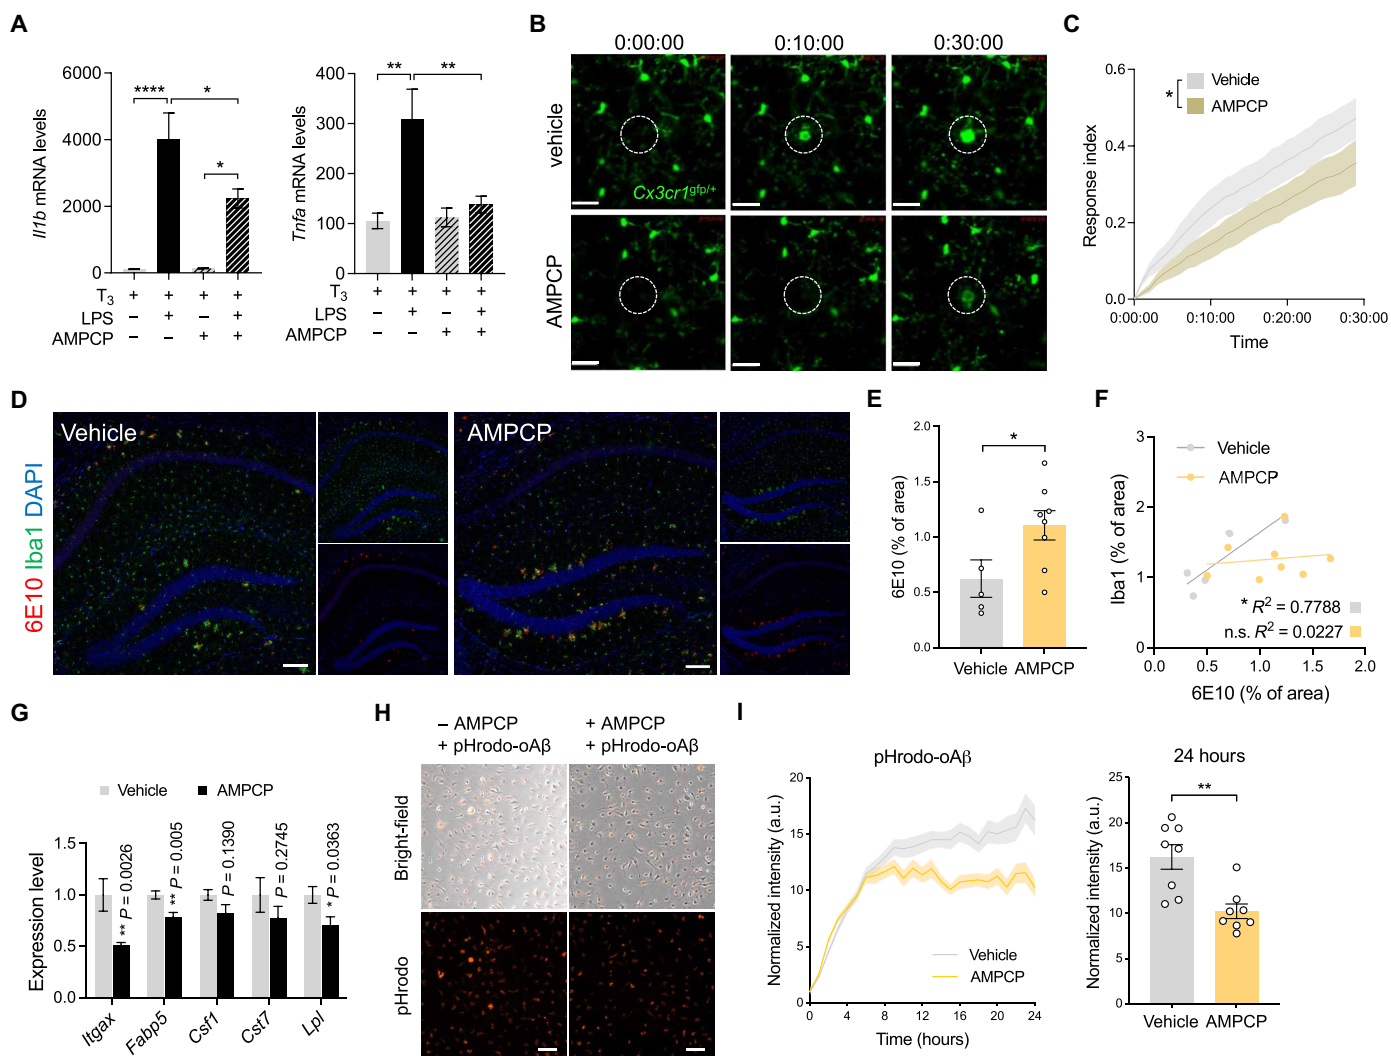 A
Il1b mRNA levels
6000
4000
2000
0
**** *
*
T3 + + + +
LPS – + – +
AMPCP – – + +
Tnfa mRNA levels
400
300
200
100
0
** **
T3 + + + +
LPS – + – +
AMPCP – – + +
B
0:00:00 0:10:00 0:30:00
vehicle
Cx3cr1gfp/+
AMPCP
C
Response index
0.6
0.4
0.2
0.0
* Vehicle
AMPCP
0:00:00 0:10:00 0:20:00 0:30:00
Time
D
6E10 Iba1 DAPI
Vehicle
AMPCP
E
6E10 (% of area)
2.0
1.5
1.0
0.5
0.0
*
Vehicle AMPCP
F
Iba1 (% of area)
3
2
1
0
Vehicle
AMPCP
* R2 = 0.7788
n.s. R2 = 0.0227
0.0 0.5 1.0 1.5 2.0
6E10 (% of area)
G
Vehicle AMPCP
Expression level
1.5
1.0
0.5
0.0
** P = 0.0026
** P = 0.005
P = 0.1390
P = 0.2745
* P = 0.0363
Itgax Fabp5 Csf1 Cst7 Lpl
H
– AMPCP
+ pHrodo-oAβ
+ AMPCP
+ pHrodo-oAβ
Bright-field
pHrodo
I
pHrodo-oAβ
Normalized intensity (a.u.)
20
15
10
5
0
Vehicle
AMPCP
0 4 8 12 16 20 24
Time (hours)
24 hours
Normalized intensity (a.u.)
25
20
15
10
5
0
**
Vehicle AMPCP